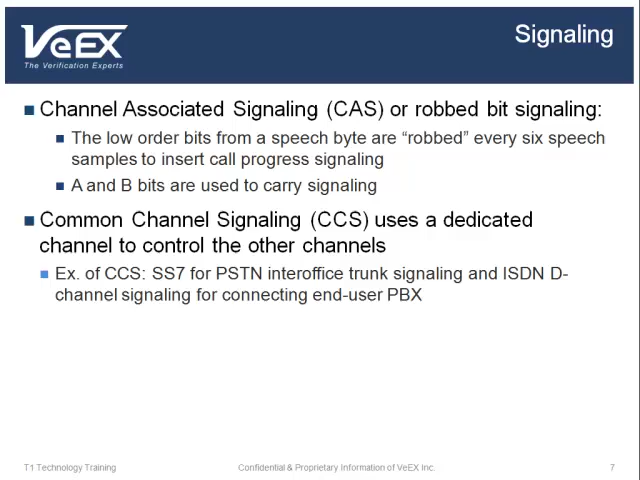 VeEX
The Verification Experts
Signaling
Channel Associated Signaling (CAS) or robbed bit signaling:
The low order bits from a speech byte are “robbed” every six speech
samples to insert call progress signaling
A and B bits are used to carry signaling
Common Channel Signaling (CCS) uses a dedicated
channel to control the other channels
Ex. of CCS: SS7 for PSTN interoffice trunk signaling and ISDN D-
channel signaling for connecting end-user PBX
T1 Technology Training
Confidential & Proprietary Information of VeEX Inc.
7